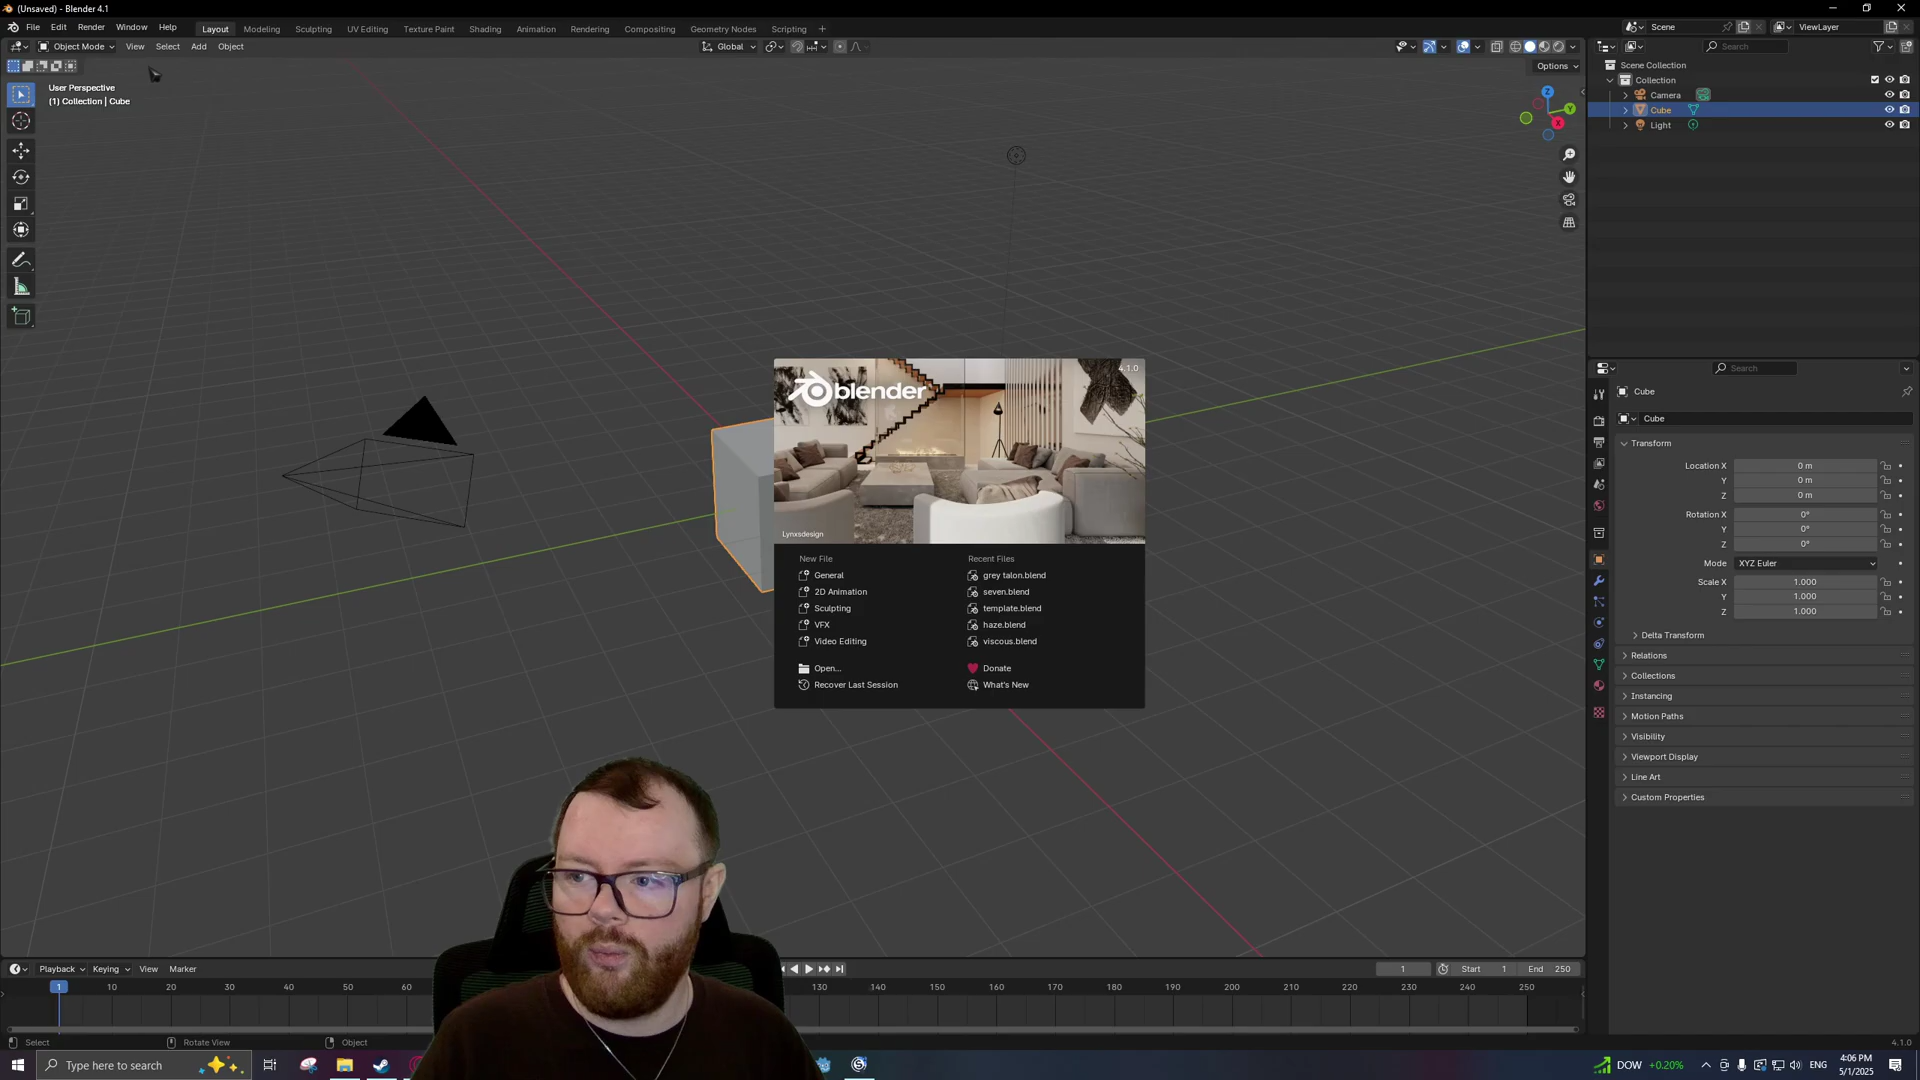 (Unsaved) - Blender 4.1
File Edit Render Window Help
Layout Modeling Sculpting UV Editing Texture Paint Shading Animation Rendering Compositing Geometry Nodes Scripting +
Scene
ViewLayer
Object Mode View Select Add Object
Global
Search
Options
User Perspective
(1) Collection | Cube
Z
Y
X
Scene Collection
Collection
Camera
Cube
Light
Search
Cube
Cube
Transform
Location X 0 m
Y 0 m
Z 0 m
Rotation X 0°
Y 0°
Z 0°
Mode XYZ Euler
Scale X 1.000
Y 1.000
Z 1.000
Delta Transform
Relations
Collections
Instancing
Motion Paths
Visibility
Viewport Display
Line Art
Custom Properties
4.1.0
blender
Lynxsdesign
New File
General
2D Animation
Sculpting
VFX
Video Editing
Open...
Recover Last Session
Recent Files
grey talon.blend
seven.blend
template.blend
haze.blend
viscous.blend
Donate
What's New
Playback Keying View Marker
1 Start 1 End 250
1 10 20 30 40 50 60 130 140 150 160 170 180 190 200 210 220 230 240 250
Select Rotate View Object
4.1.0
Type here to search
DOW +0.20%
ENG
4:06 PM
5/1/2025